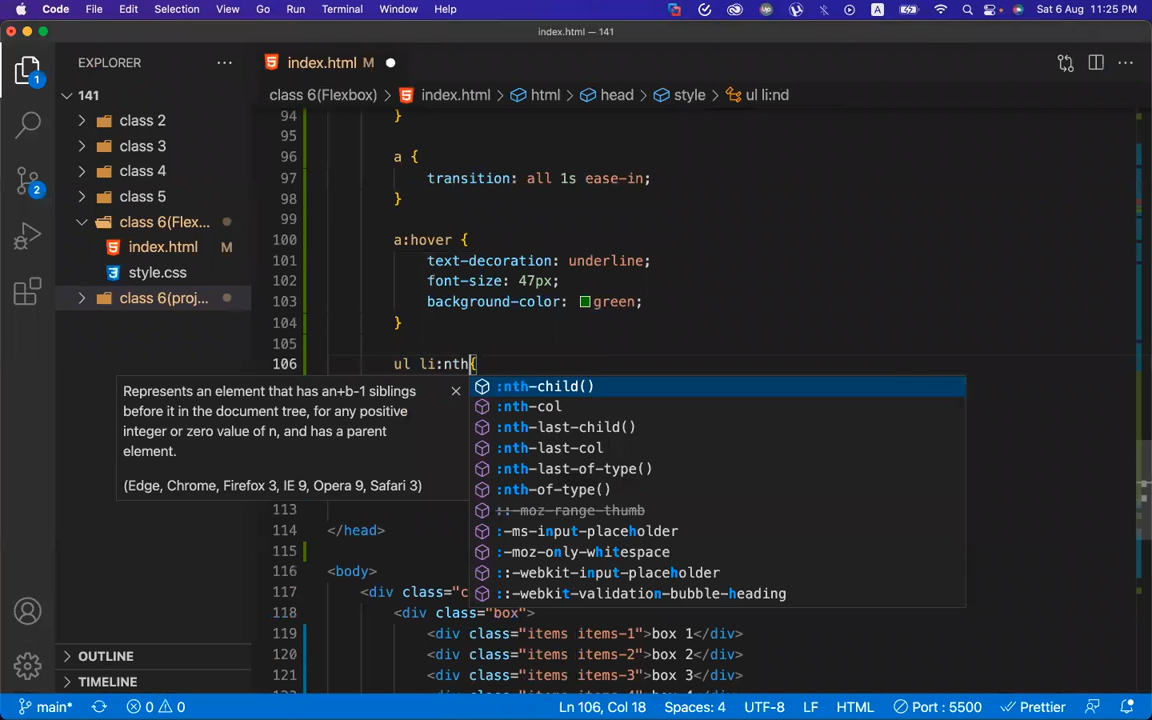 Code File Edit Selection View Go Run Terminal Window Help A Sat 6 Aug 11:25 PM
index.html — 141
EXPLORER
index.html M
141
class 6(Flexbox) > index.html > html > head > style > ul li:nd
class 2
class 3
class 4
class 5
class 6(Flex...
index.html M
style.css
class 6(proj...
1
2
94 }
95
96 a {
97 transition: all 1s ease-in;
98 }
99
100 a:hover {
101 text-decoration: underline;
102 font-size: 47px;
103 background-color: green;
104 }
105
106 ul li:nth{
Represents an element that has an+b-1 siblings
before it in the document tree, for any positive
integer or zero value of n, and has a parent
element.
(Edge, Chrome, Firefox 3, IE 9, Opera 9, Safari 3)
:nth-child()
:nth-col
:nth-last-child()
:nth-last-col
:nth-last-of-type()
:nth-of-type()
::-moz-range-thumb
:-ms-input-placeholder
:-moz-only-whitespace
::-webkit-input-placeholder
::-webkit-validation-bubble-heading
113
114 </head>
115
116 <body>
117 <div class="c
118 <div class="box">
119 <div class="items items-1">box 1</div>
120 <div class="items items-2">box 2</div>
121 <div class="items items-3">box 3</div>
OUTLINE
TIMELINE
main* 0 0 Ln 106, Col 18 Spaces: 4 UTF-8 LF HTML Port : 5500 Prettier